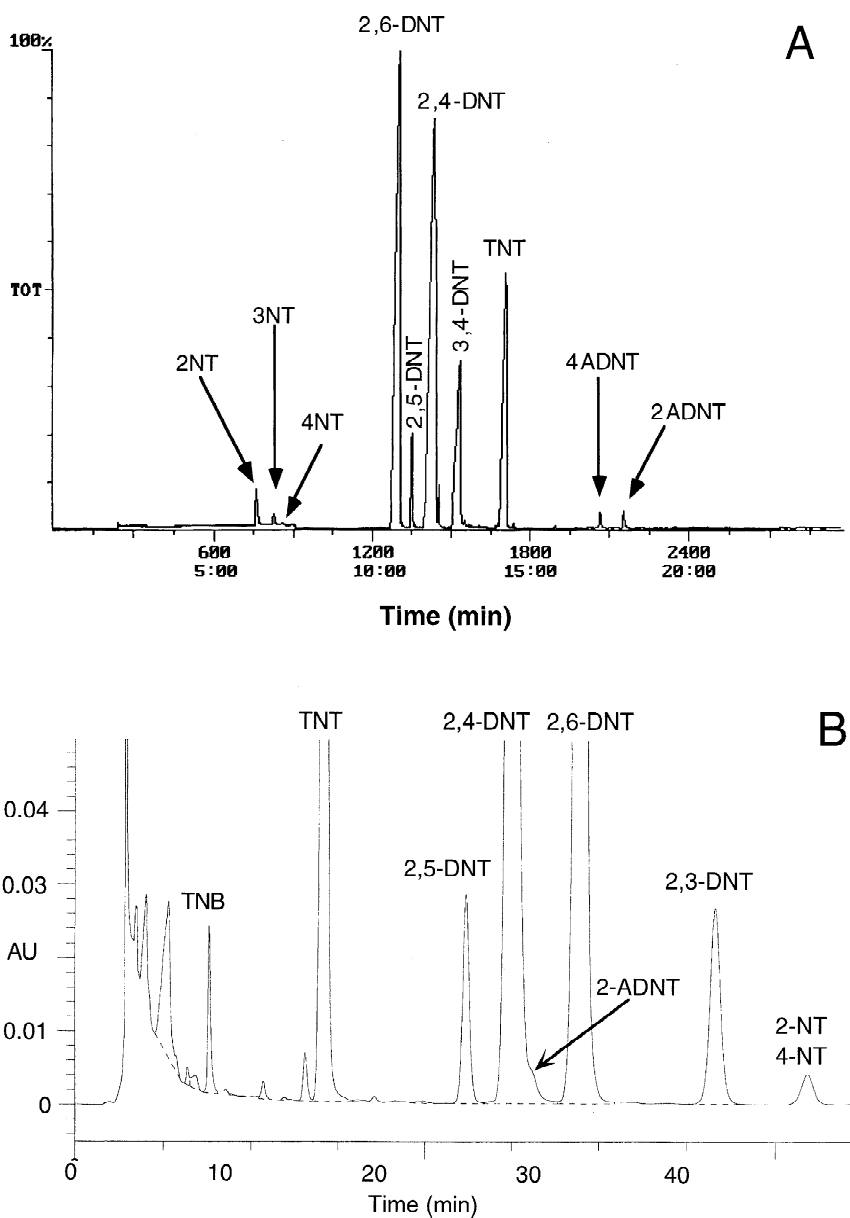 A
2,6-DNT
100%
2,4-DNT
TNT
3,4-DNT
TOT
3NT
2,5-DNT
2NT
4ADNT
4NT
2ADNT
600 1200 1800 2400
5:00 10:00 15:00 20:00
Time (min)
B
TNT 2,4-DNT 2,6-DNT
0.04
0.03
2,5-DNT 2,3-DNT
TNB
AU
2-ADNT
0.01
2-NT
4-NT
0
0 10 20 30 40
Time (min)